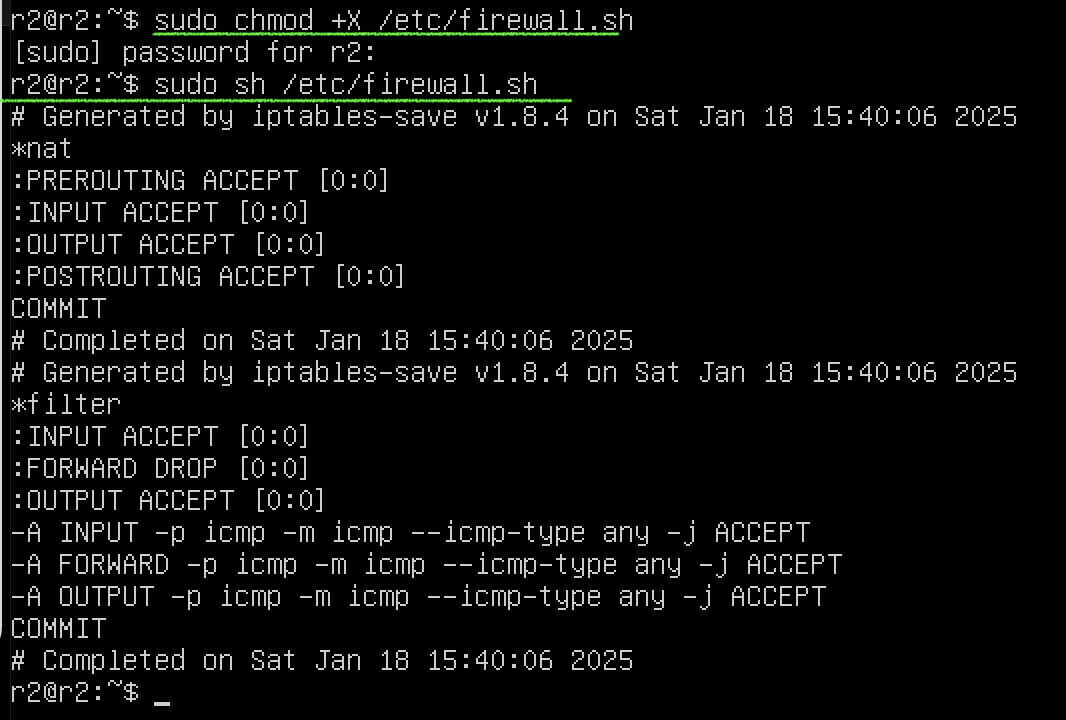 r2@r2:~$ sudo chmod +X /etc/firewall.sh
[sudo] password for r2:
r2@r2:~$ sudo sh /etc/firewall.sh
# Generated by iptables-save v1.8.4 on Sat Jan 18 15:40:06 2025
*nat
:PREROUTING ACCEPT [0:0]
:INPUT ACCEPT [0:0]
:OUTPUT ACCEPT [0:0]
:POSTROUTING ACCEPT [0:0]
COMMIT
# Completed on Sat Jan 18 15:40:06 2025
# Generated by iptables-save v1.8.4 on Sat Jan 18 15:40:06 2025
*filter
:INPUT ACCEPT [0:0]
:FORWARD DROP [0:0]
:OUTPUT ACCEPT [0:0]
-A INPUT -p icmp -m icmp --icmp-type any -j ACCEPT
-A FORWARD -p icmp -m icmp --icmp-type any -j ACCEPT
-A OUTPUT -p icmp -m icmp --icmp-type any -j ACCEPT
COMMIT
# Completed on Sat Jan 18 15:40:06 2025
r2@r2:~$ _